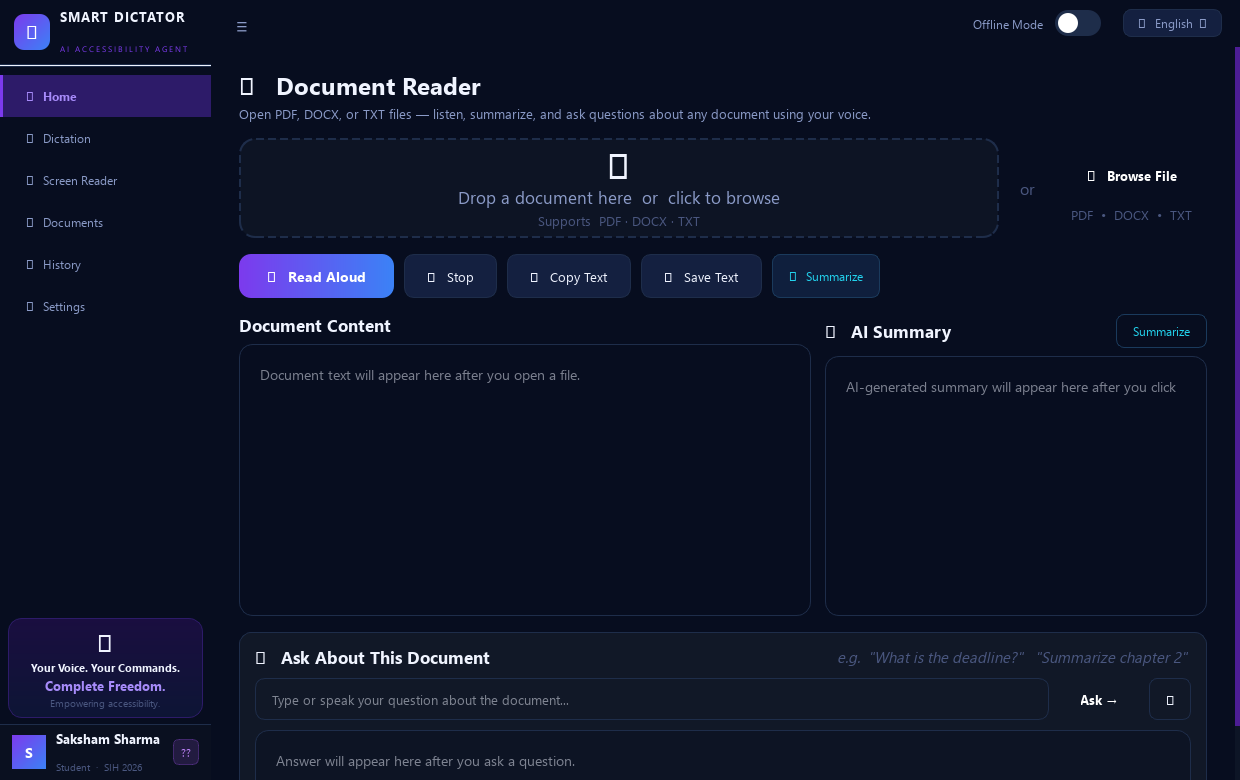 SMART DICTATOR
AI ACCESSIBILITY AGENT
Home
Dictation
Screen Reader
Documents
History
Settings
Your Voice. Your Commands.
Complete Freedom.
Empowering accessibility.
S
Saksham Sharma
Student · SIH 2026
??
☰
Offline Mode
English
Document Reader
Open PDF, DOCX, or TXT files — listen, summarize, and ask questions about any document using your voice.
Drop a document here or click to browse
Supports PDF · DOCX · TXT
or
Browse File
PDF • DOCX • TXT
Read Aloud
Stop
Copy Text
Save Text
Summarize
Document Content
Document text will appear here after you open a file.
AI Summary
Summarize
AI-generated summary will appear here after you click
Ask About This Document
e.g. "What is the deadline?" "Summarize chapter 2"
Type or speak your question about the document...
Ask →
Answer will appear here after you ask a question.